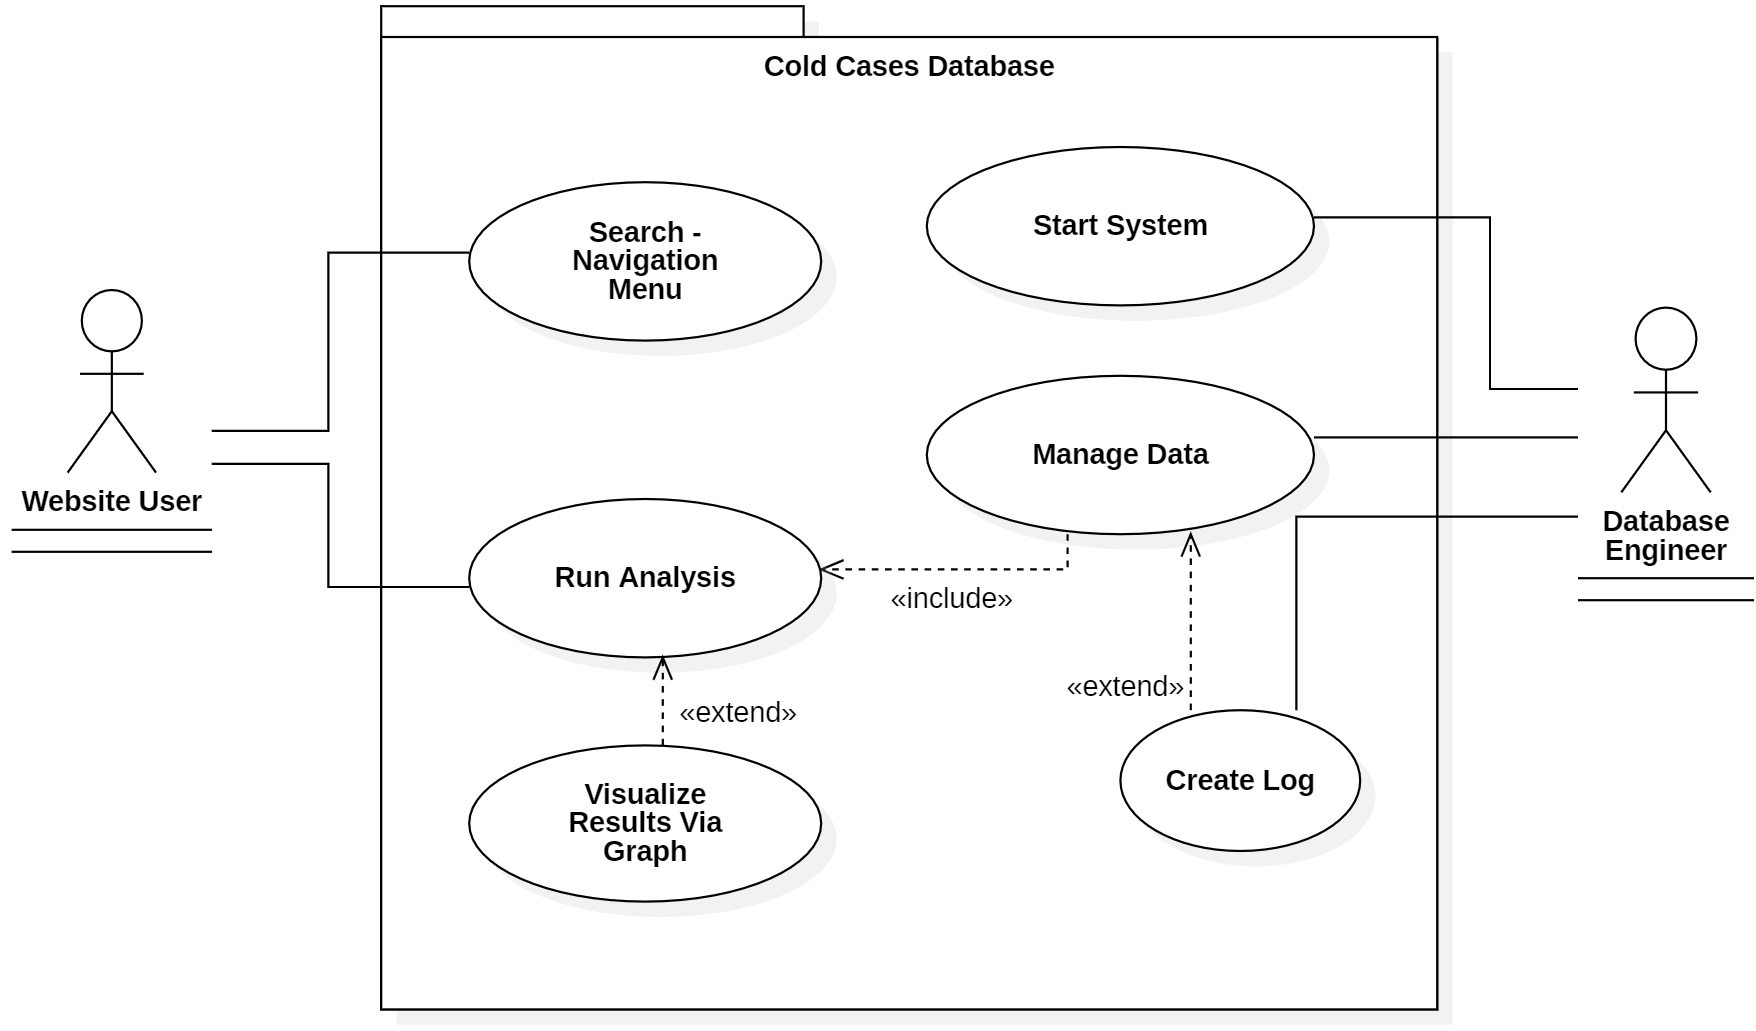 Cold Cases Database
Search -
Navigation
Menu
Start System
Website User
Manage Data
Database
Engineer
Run Analysis
«include»
«extend»
«extend»
Visualize
Results Via
Graph
Create Log